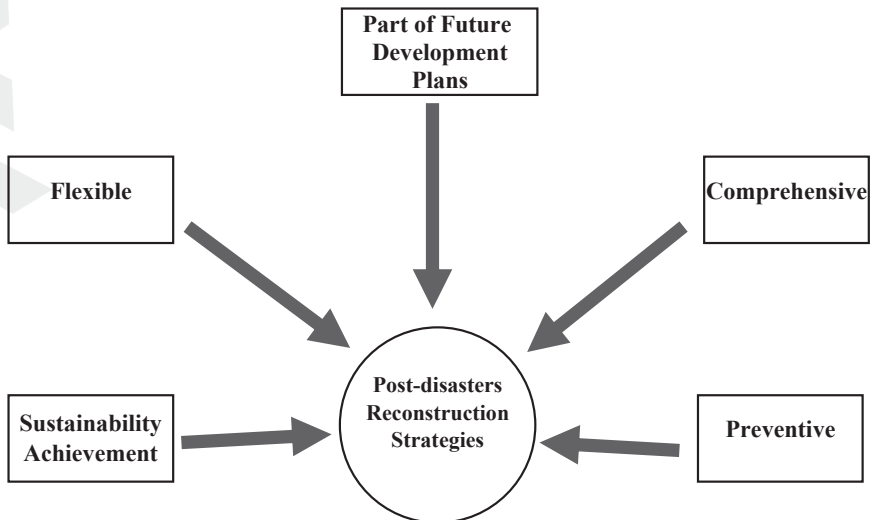 Part of Future
Development
Plans
Flexible
Comprehensive
Post-disasters
Reconstruction
Strategies
Sustainability
Achievement
Preventive